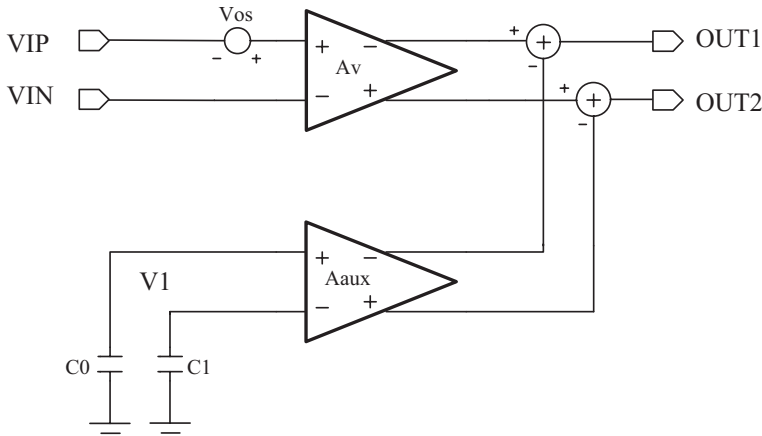 Vos
VIP
+
-
+
-
+
+
-
OUT1
Av
VIN
-
+
+
+
-
OUT2
+
-
V1
Aaux
-
+
C0
C1